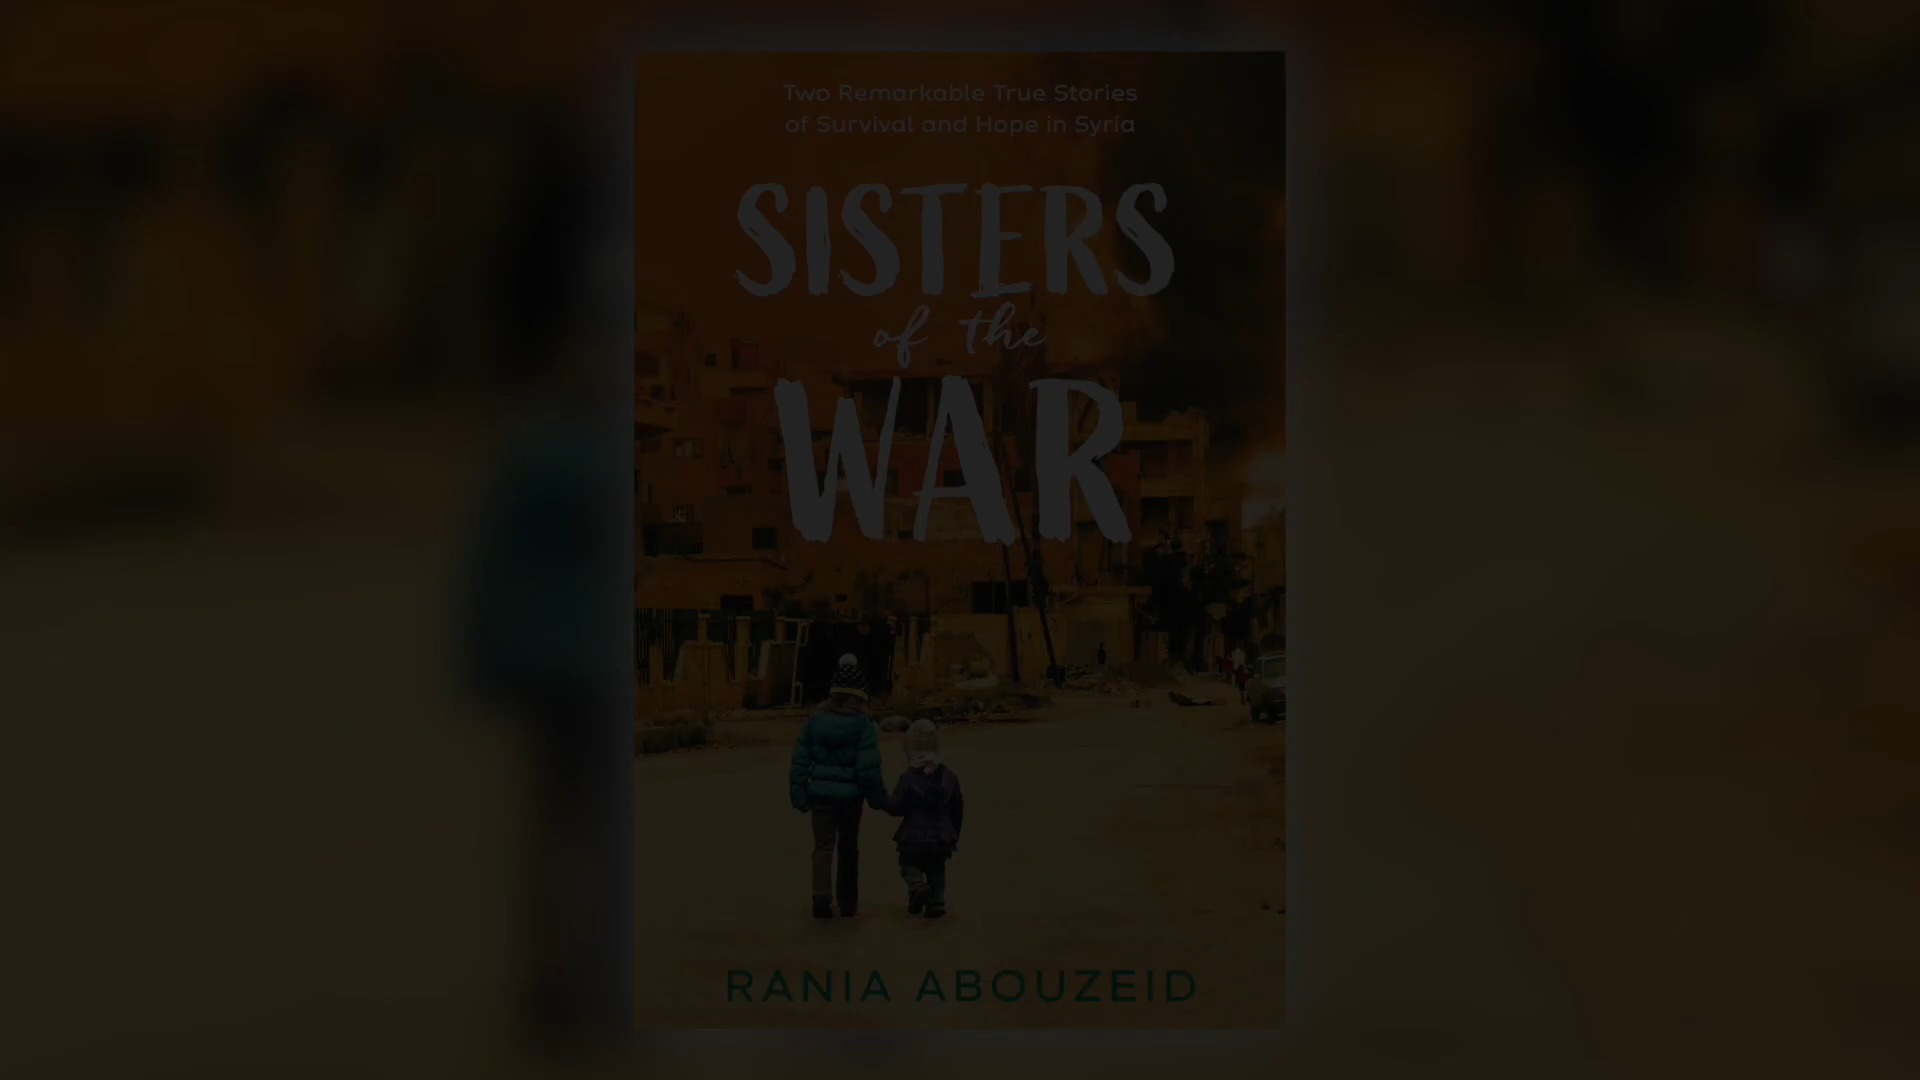 Two Remarkable True Stories
of Survival and Hope in Syria
SISTERS
of the
WAR
RANIA ABOUZEID